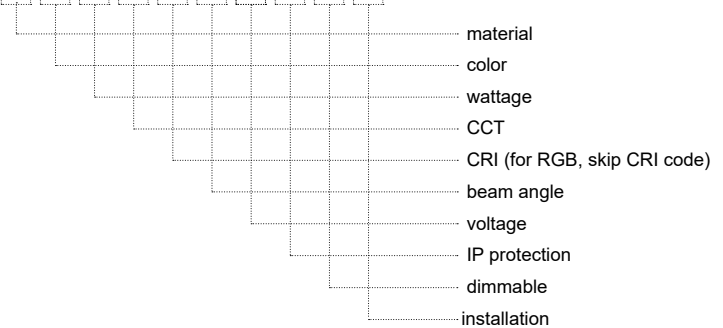 material
color
wattage
CCT
CRI (for RGB, skip CRI code)
beam angle
voltage
IP protection
dimmable
installation